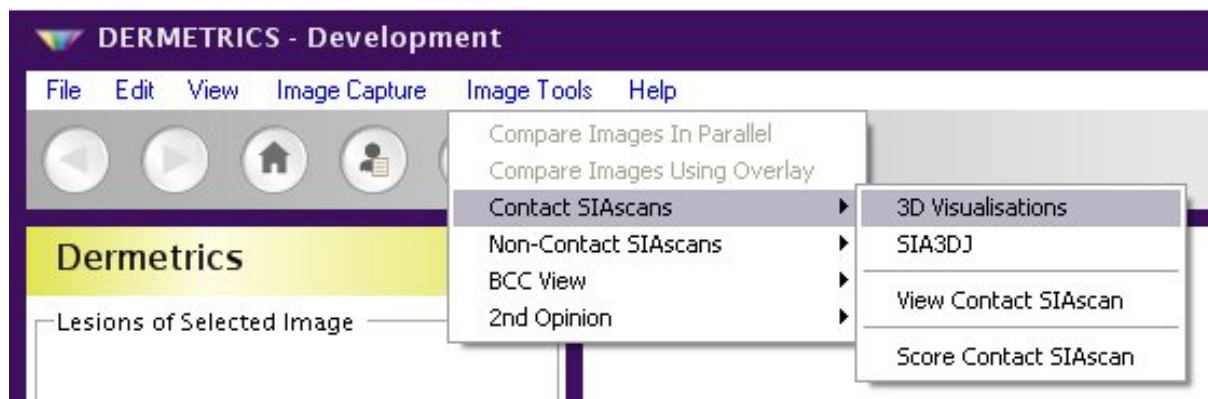 DERMETRICS - Development
File Edit View Image Capture Image Tools Help
Compare Images In Parallel
Compare Images Using Overlay
Contact SIAscans
Non-Contact SIAscans
BCC View
2nd Opinion
3D Visualisations
SIA3DJ
View Contact SIAscan
Score Contact SIAscan
Dermetrics
Lesions of Selected Image